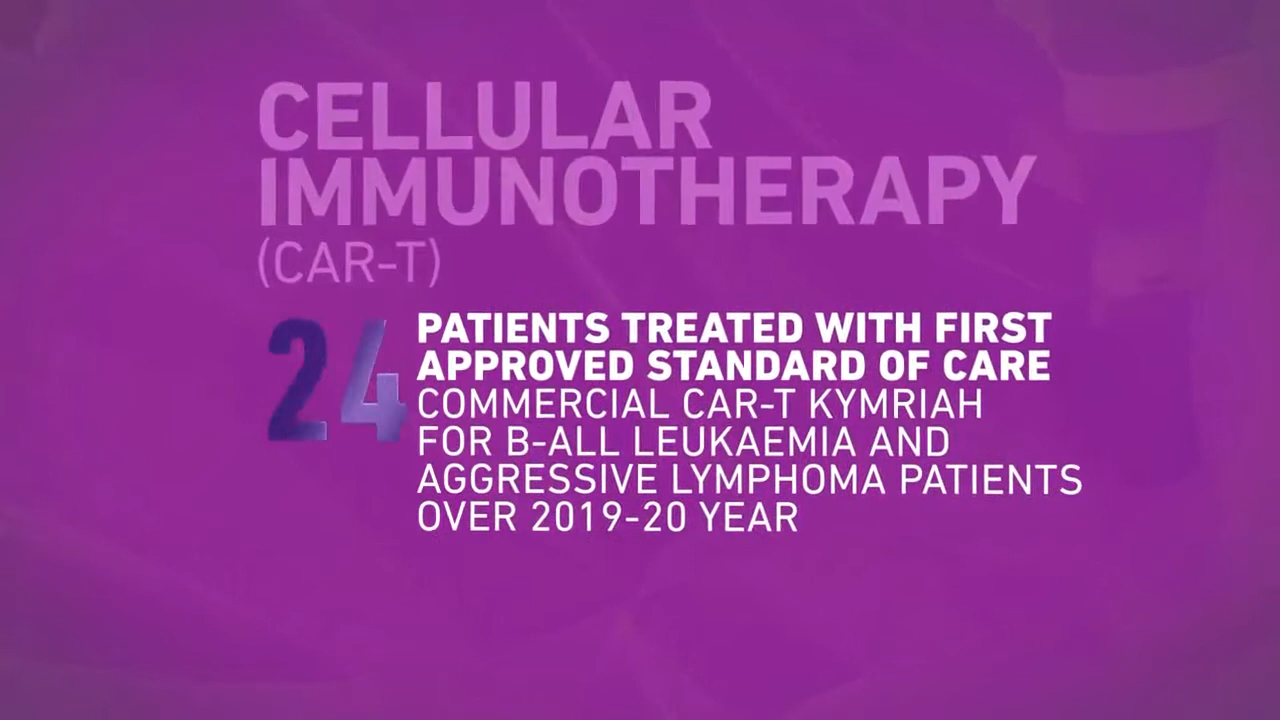 CELLULAR
IMMUNOTHERAPY
(CAR-T)
24
PATIENTS TREATED WITH FIRST
APPROVED STANDARD OF CARE
COMMERCIAL CAR-T KYMRIAH
FOR B-ALL LEUKAEMIA AND
AGGRESSIVE LYMPHOMA PATIENTS
OVER 2019-20 YEAR